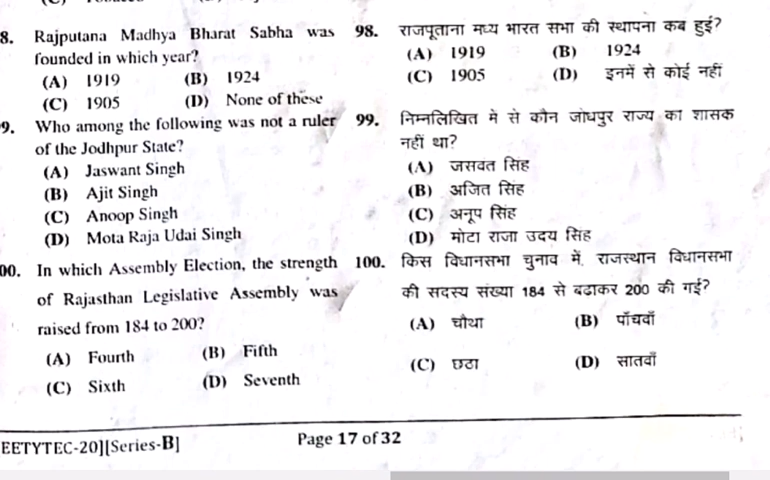 8. Rajputana Madhya Bharat Sabha was
founded in which year?
(A) 1919 (B) 1924
(C) 1905 (D) None of these
9. Who among the following was not a ruler
of the Jodhpur State?
(A) Jaswant Singh
(B) Ajit Singh
(C) Anoop Singh
(D) Mota Raja Udai Singh
00. In which Assembly Election, the strength
of Rajasthan Legislative Assembly was
raised from 184 to 200?
(A) Fourth (B) Fifth
(C) Sixth (D) Seventh
98. राजपूताना मध्य भारत सभा की स्थापना कब हुई?
(A) 1919 (B) 1924
(C) 1905 (D) इनमें से कोई नहीं
99. निम्नलिखित मे से कौन जोधपुर राज्य का शासक
नहीं था?
(A) जसवंत सिंह
(B) अजित सिंह
(C) अनूप सिंह
(D) मोटा राजा उदय सिंह
100. किस विधानसभा चुनाव में, राजस्थान विधानसभा
की सदस्य संख्या 184 से बढाकर 200 की गई?
(A) चौथा (B) पॉचवॉं
(C) छठा (D) सातवॉं
EETYTEC-20][Series-B] Page 17 of 32